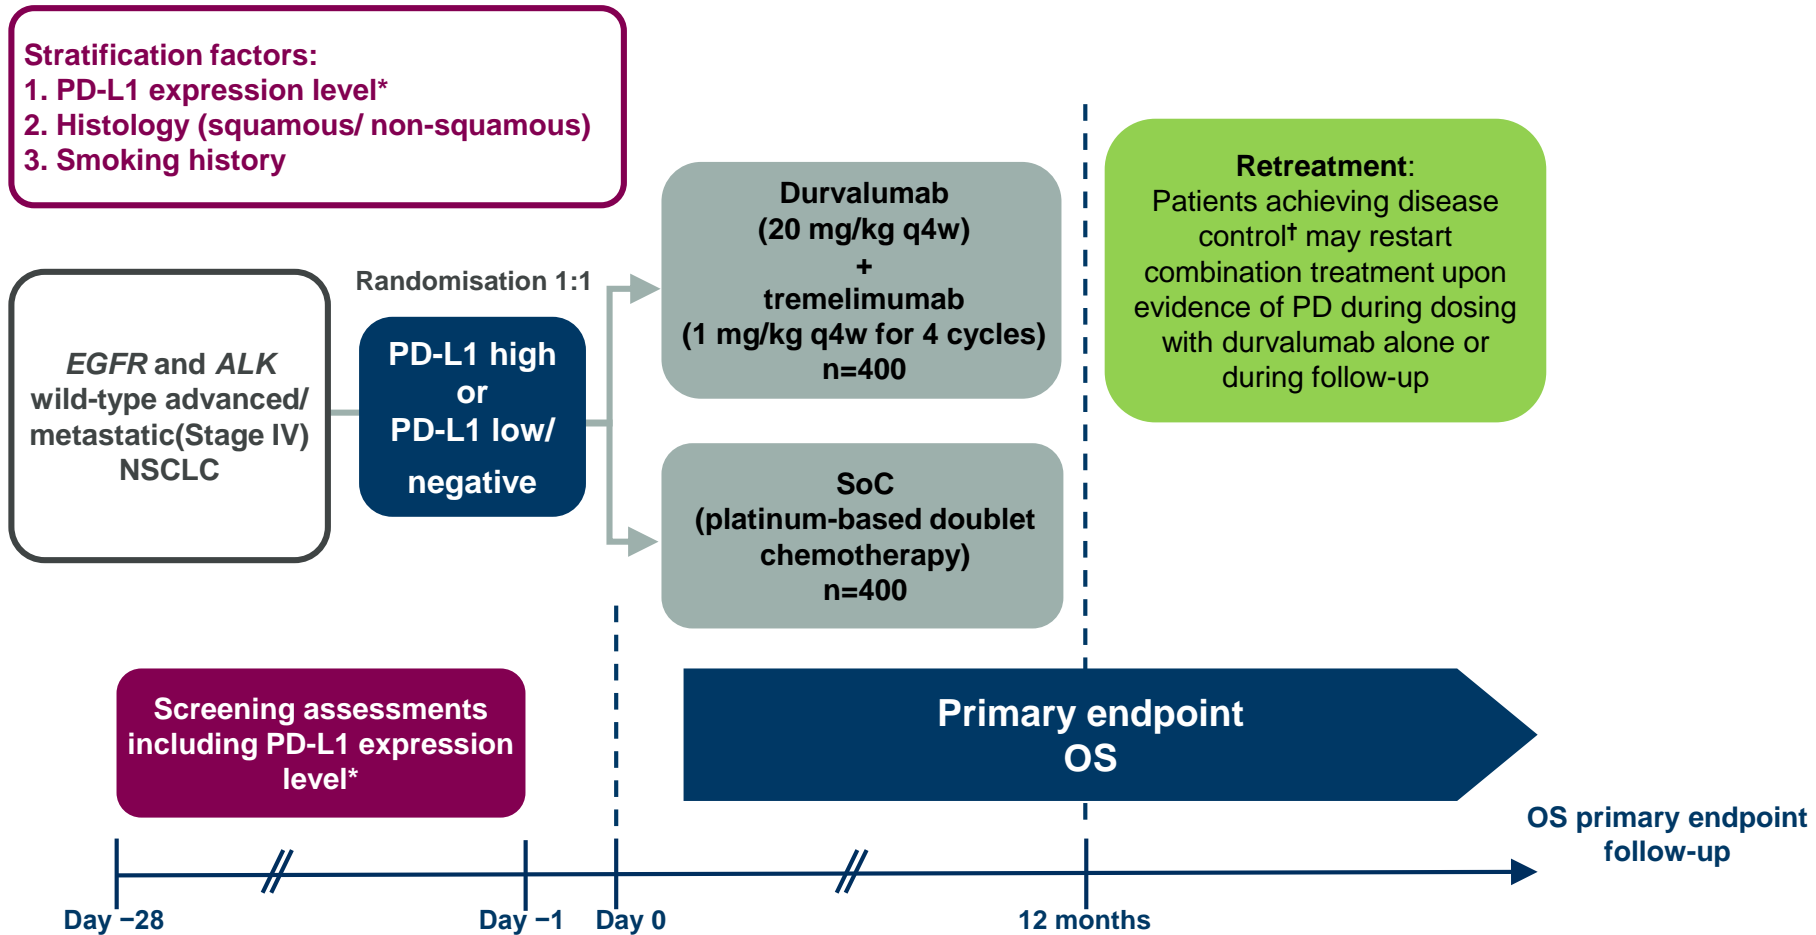 Stratification factors:
1. PD-L1 expression level*
2. Histology (squamous/ non-squamous)
3. Smoking history
EGFR and ALK
wild-type advanced/
metastatic(Stage IV)
NSCLC
Randomisation 1:1
PD-L1 high
or
PD-L1 low/
negative
Durvalumab
(20 mg/kg q4w)
+
tremelimumab
(1 mg/kg q4w for 4 cycles)
n=400
SoC
(platinum-based doublet
chemotherapy)
n=400
Retreatment:
Patients achieving disease
control† may restart
combination treatment upon
evidence of PD during dosing
with durvalumab alone or
during follow-up
Screening assessments
including PD-L1 expression
level*
Primary endpoint
OS
OS primary endpoint
follow-up
Day −28
Day −1
Day 0
12 months